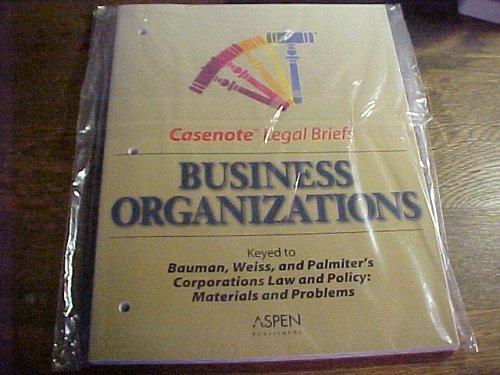 Casenote™ Legal Briefs
BUSINESS
ORGANIZATIONS
Keyed to
Bauman, Weiss, and Palmiter's
Corporations Law and Policy:
Materials and Problems
ASPEN
PUBLISHERS